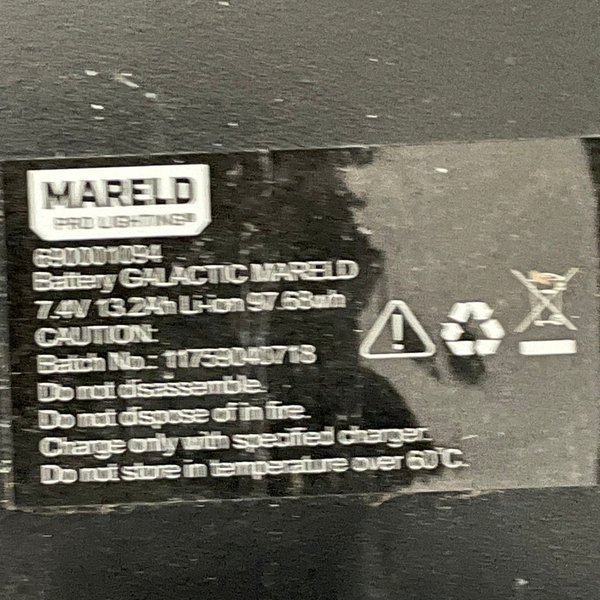 MARELD
PRO LIGHTING®
690001094
Battery GALACTIC MARELD
7.4V 13.2Ah Li-ion 97.68wh
CAUTION:
Batch No.: 11759040718
Do not disassemble.
Do not dispose of in fire.
Charge only with specified charger.
Do not store in temperature over 60°C.